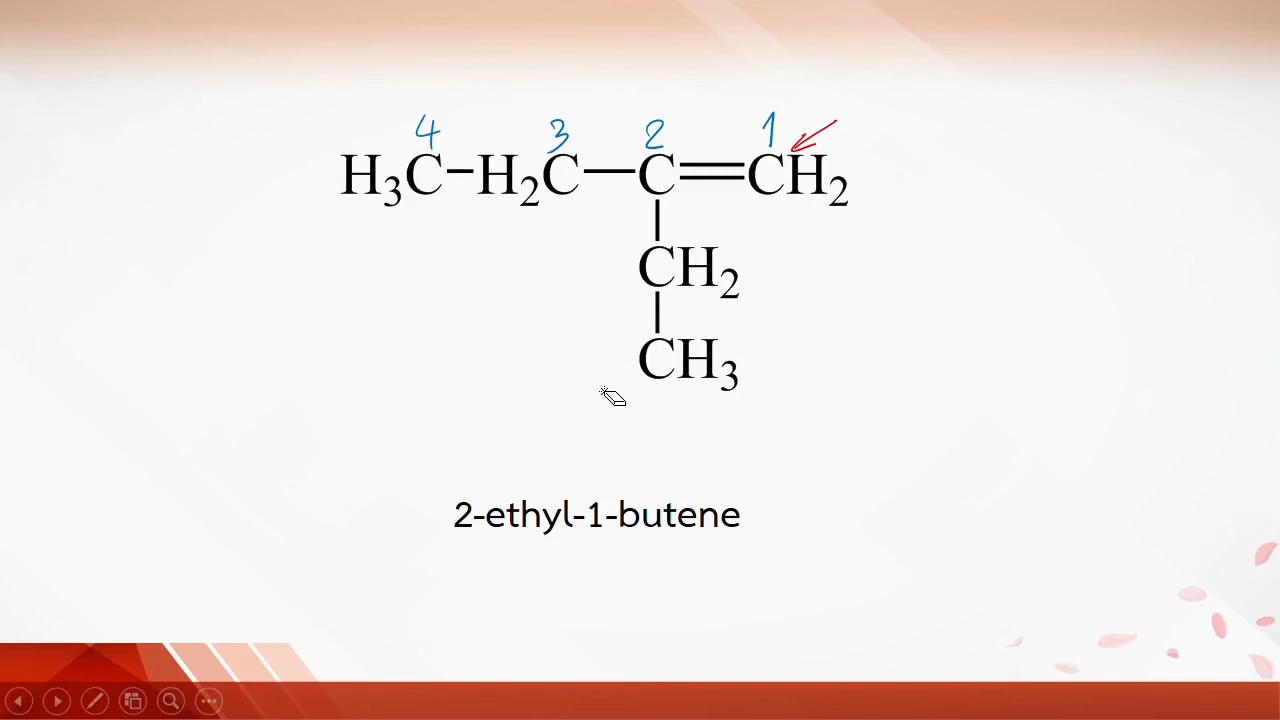 4 3 2 1
H₃C-H₂C—C=CH₂
CH₂
CH₃
2-ethyl-1-butene